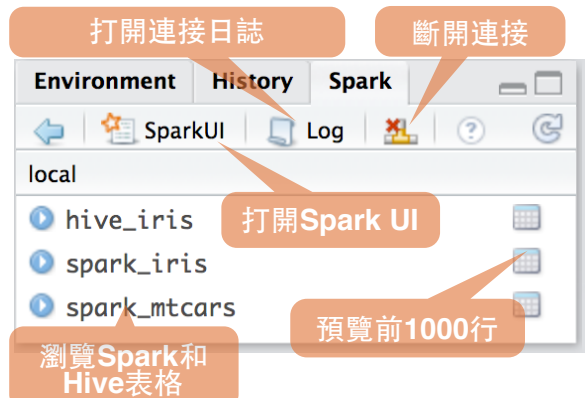 打開連接日誌
斷開連接
Environment History Spark
SparkUI Log ?
local
hive_iris
打開Spark UI
spark_iris
spark_mtcars
預覽前1000行
瀏覽Spark和
Hive表格